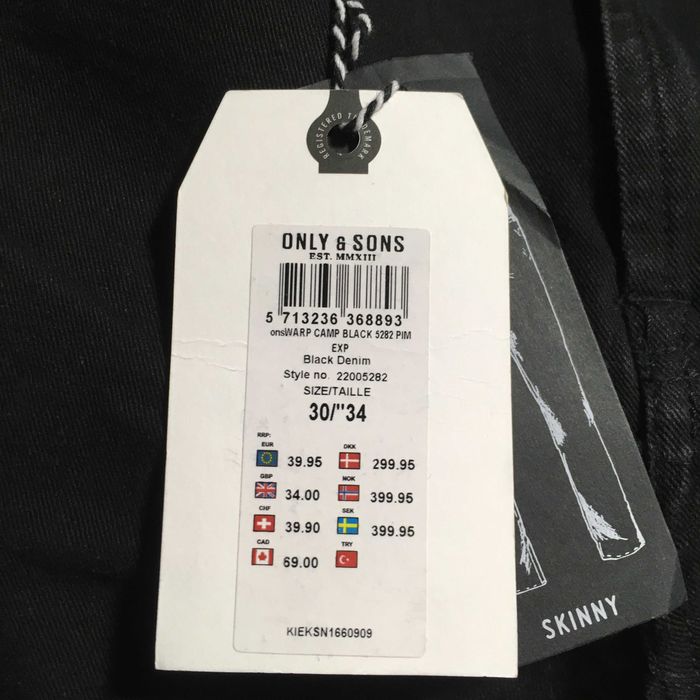 REGISTERED TRADEMARK
ONLY & SONS
EST. MMXIII
5 713236 368893
onsWARP CAMP BLACK 5282 PIM
EXP
Black Denim
Style no. 22005282
SIZE/TAILLE
30/"34
RRP:
EUR 39.95 DKK 299.95
GBP 34.00 NOK 399.95
CHF 39.90 SEK 399.95
CAD 69.00 TRY
KIEKSN1660909
SKINNY